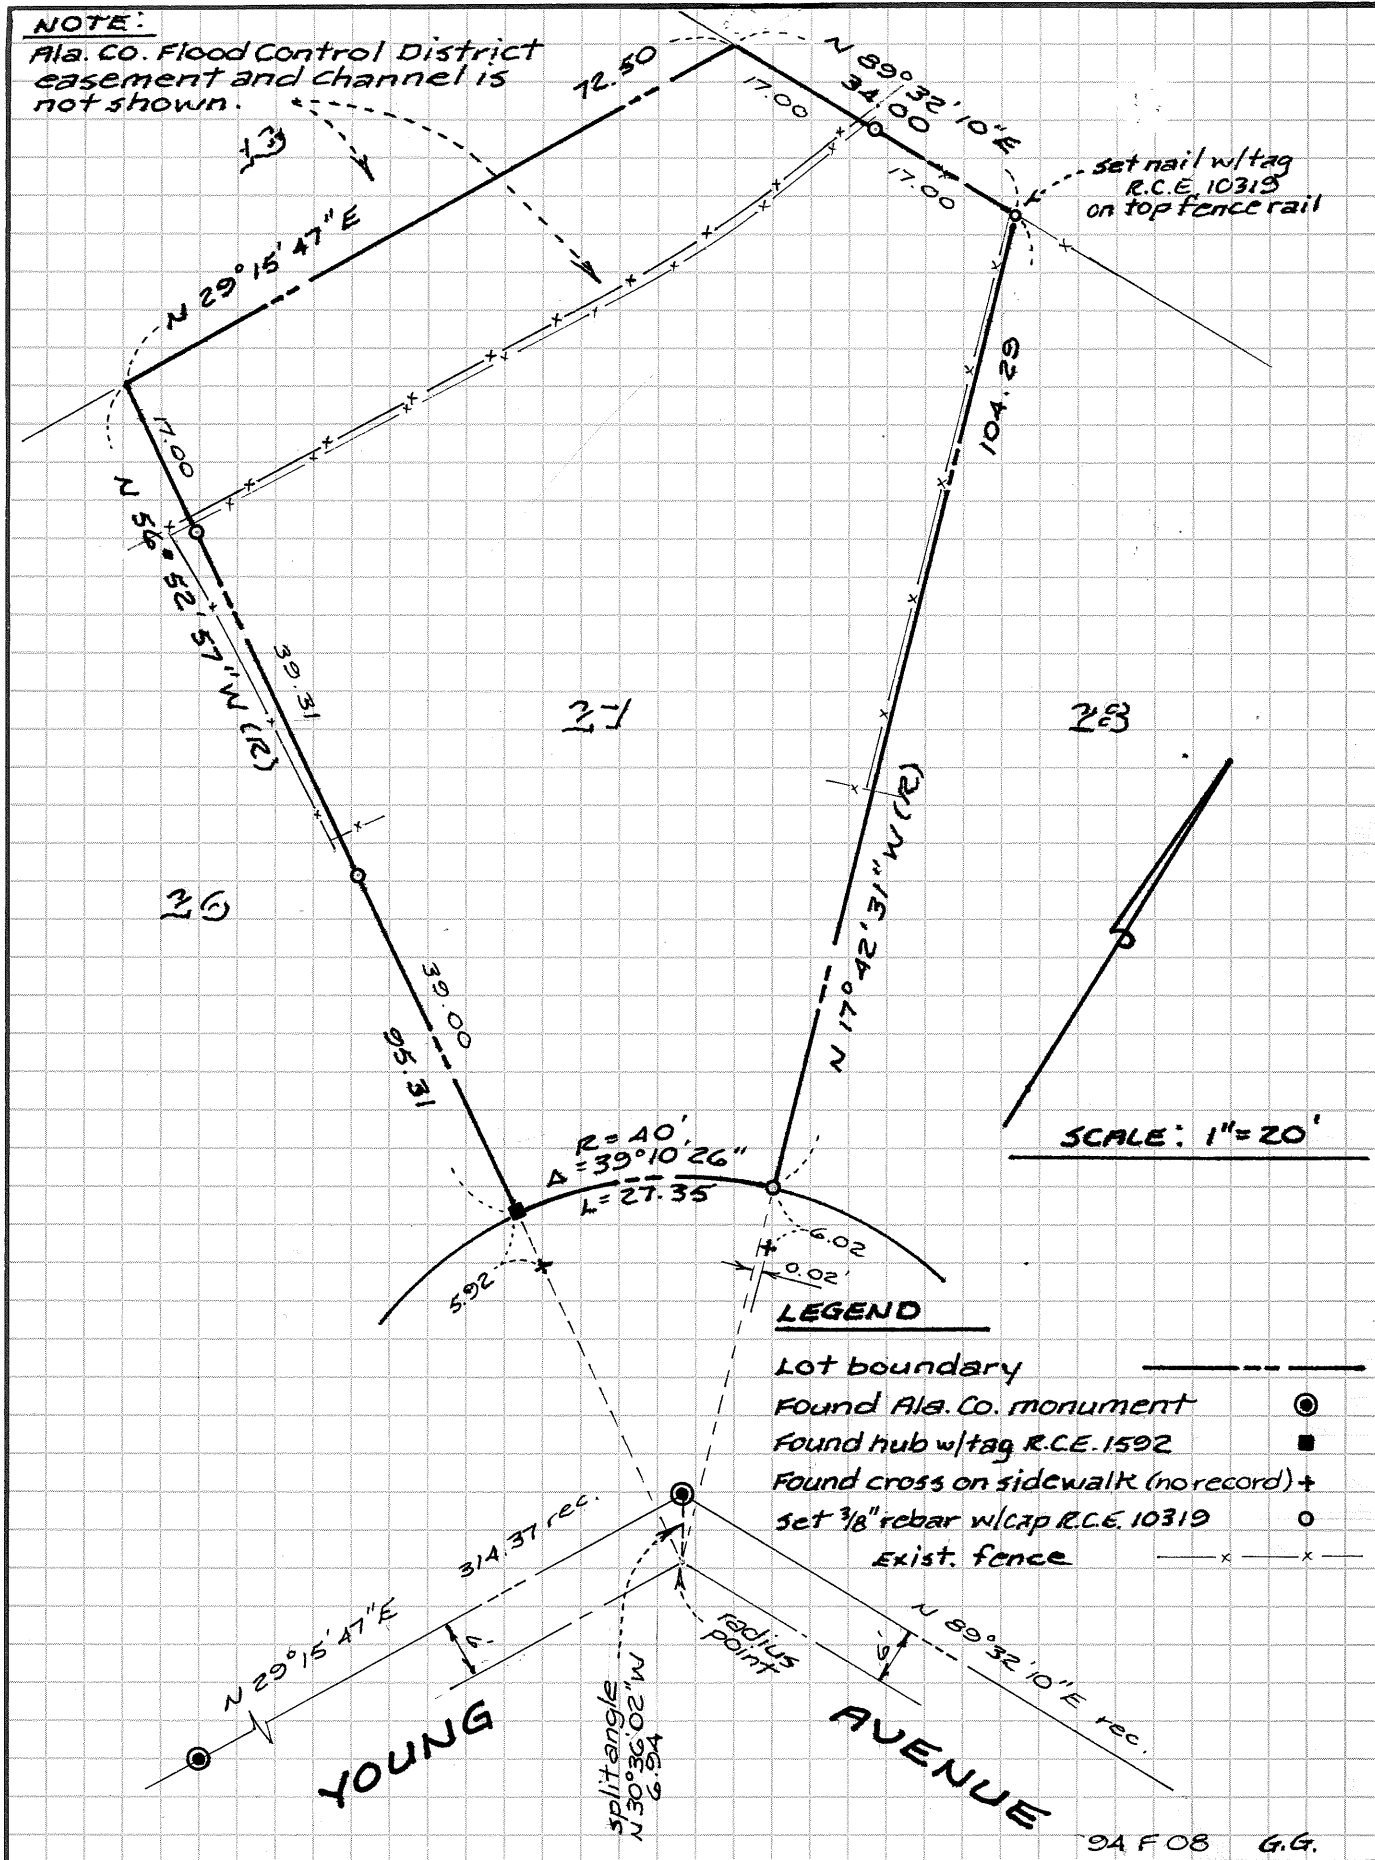 NOTE:
Ala. Co. Flood Control District
easement and channel is
not shown.
13
72.50
N 89°32'10"E
34.00
17.00
17.00
set nail w/tag
R.C.E. 10319
on top fence rail
N 29°15'47"E
17.00
104.29
N 56°52'57"W (R)
39.31
27
28
26
N 17°42'31"W (R)
39.00
95.31
SCALE: 1"=20'
R=40'
Δ=39°10'26"
L=27.35
6.02
5.92
0.02'
LEGEND
Lot boundary
Found Ala. Co. monument
Found hub w/tag R.C.E. 1592
Found cross on sidewalk (no record)
set 3/8" rebar w/cap R.C.E. 10319
Exist. fence
314.37 rec.
N 29°15'47"E
6'
radius
point
6'
N 89°32'10"E rec.
split angle
N 30°36'02"W
6.94
YOUNG AVENUE
94 F 08 G.G.